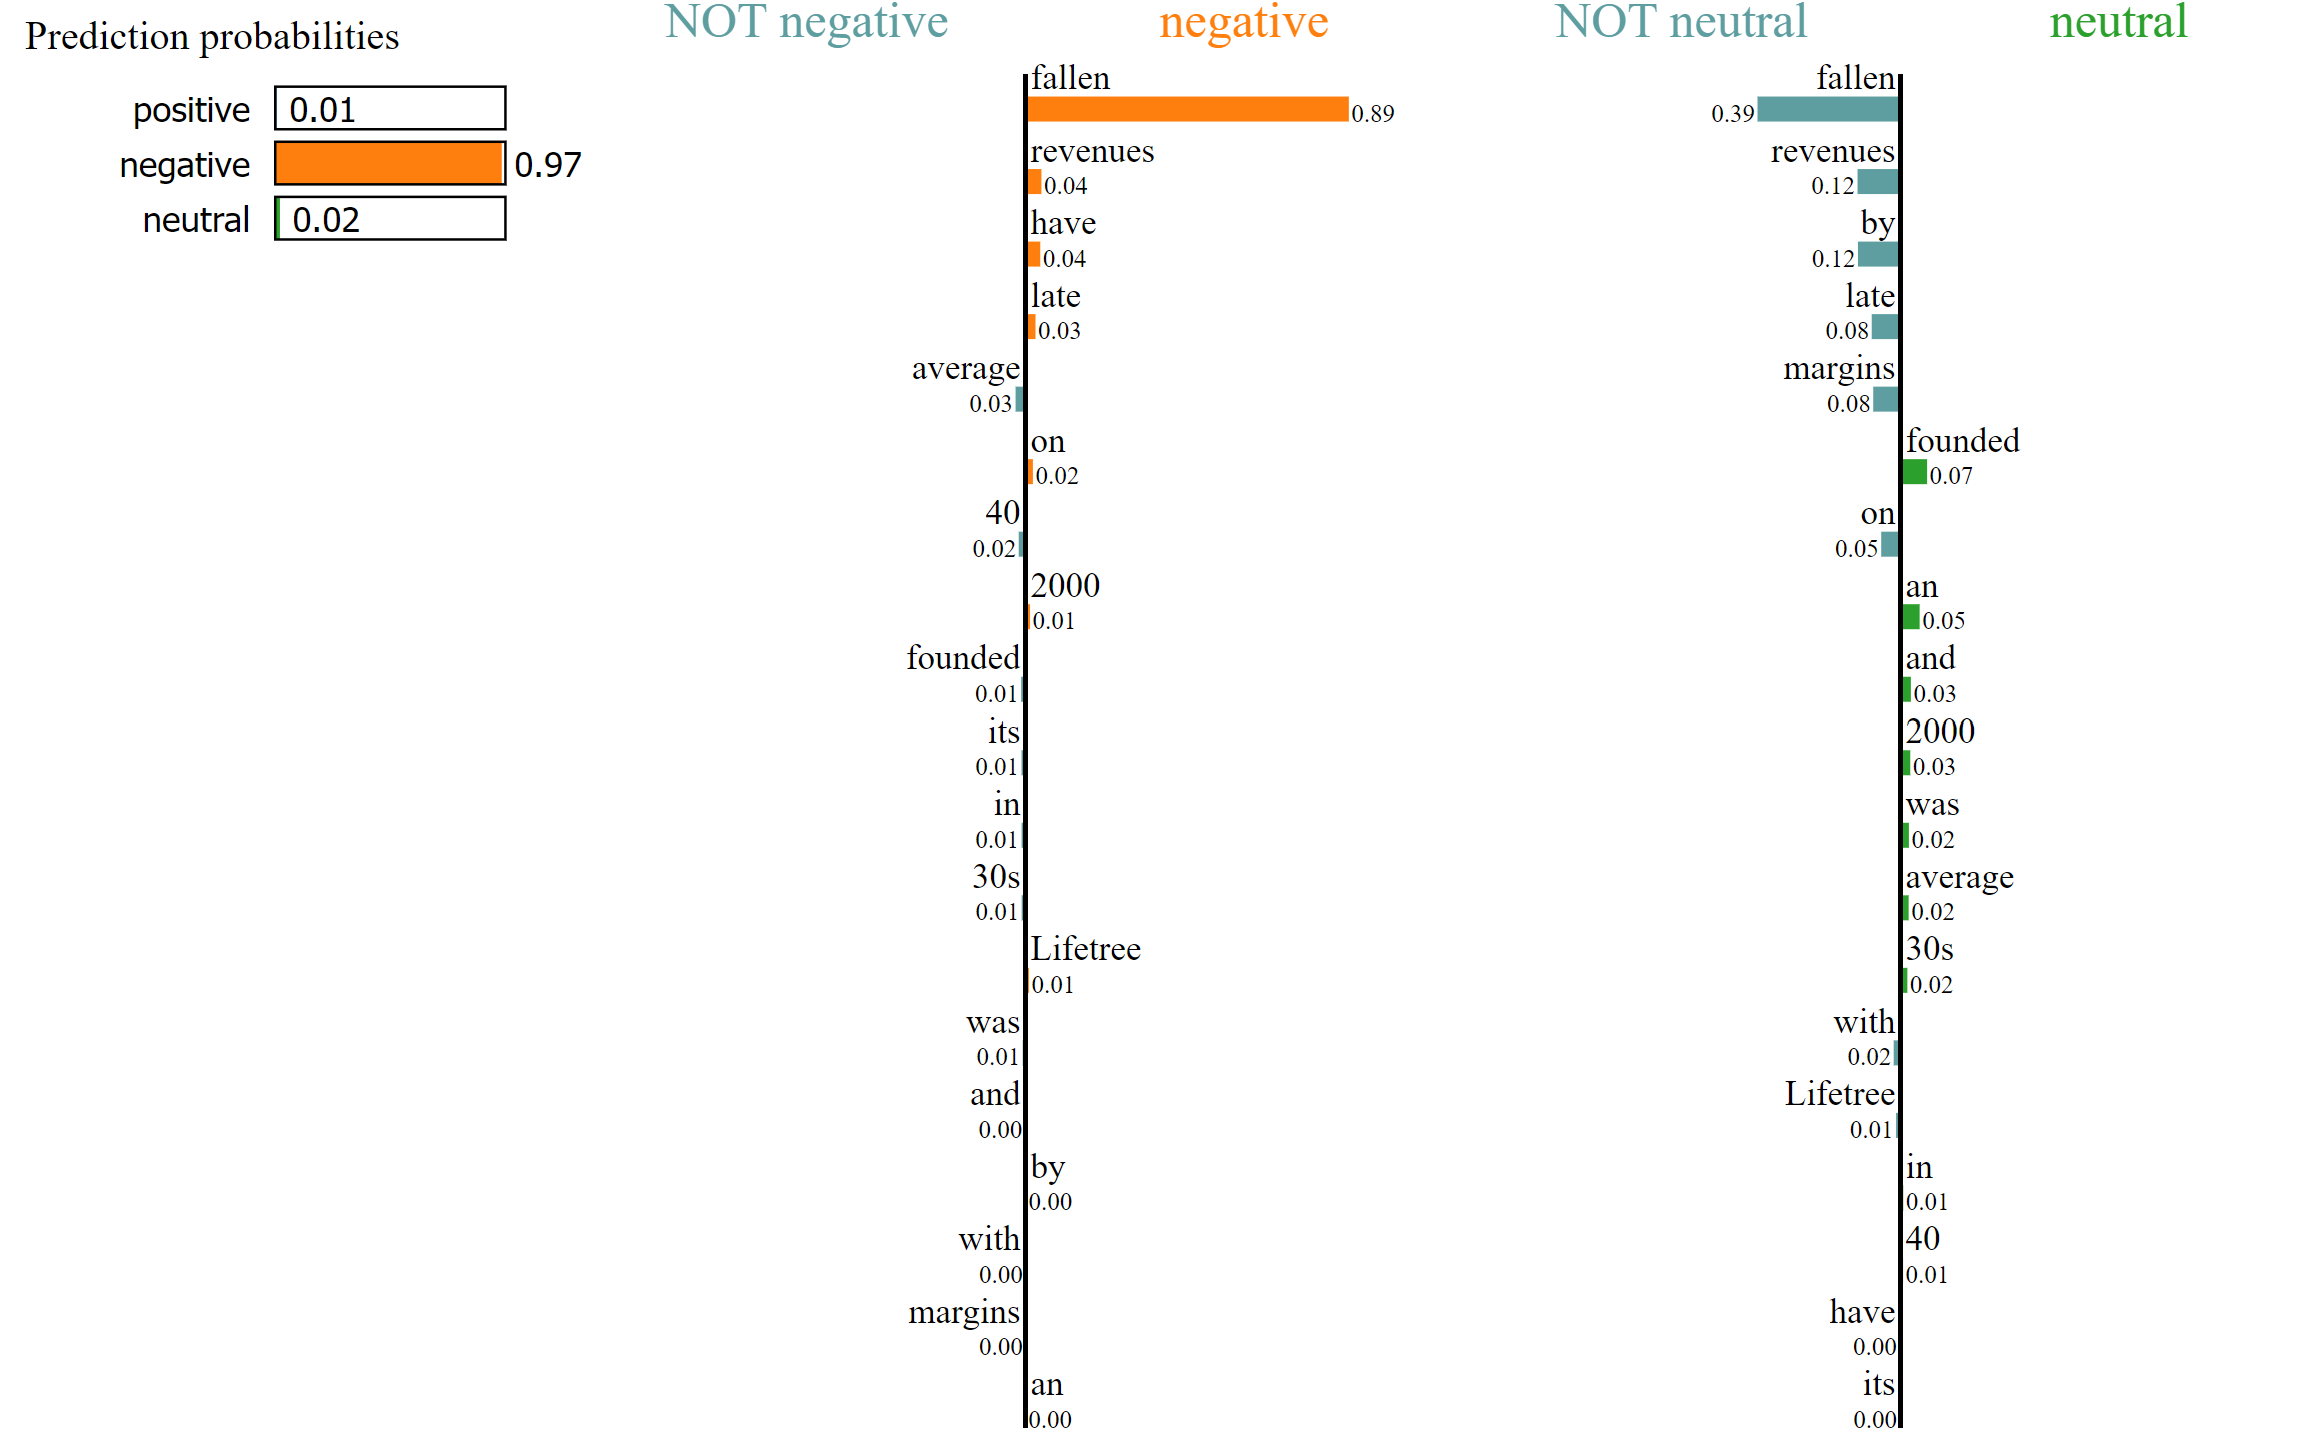 Prediction probabilities
positive 0.01
negative 0.97
neutral 0.02
NOT negative negative
fallen
0.89
revenues
0.04
have
0.04
late
0.03
average
0.03
on
0.02
40
0.02
2000
0.01
founded
0.01
its
0.01
in
0.01
30s
0.01
Lifetree
0.01
was
0.01
and
0.00
by
0.00
with
0.00
margins
0.00
an
0.00
NOT neutral neutral
fallen
0.39
revenues
0.12
by
0.12
late
0.08
margins
0.08
founded
0.07
on
0.05
an
0.05
and
0.03
2000
0.03
was
0.02
average
0.02
30s
0.02
with
0.02
Lifetree
0.01
in
0.01
40
0.01
have
0.00
its
0.00